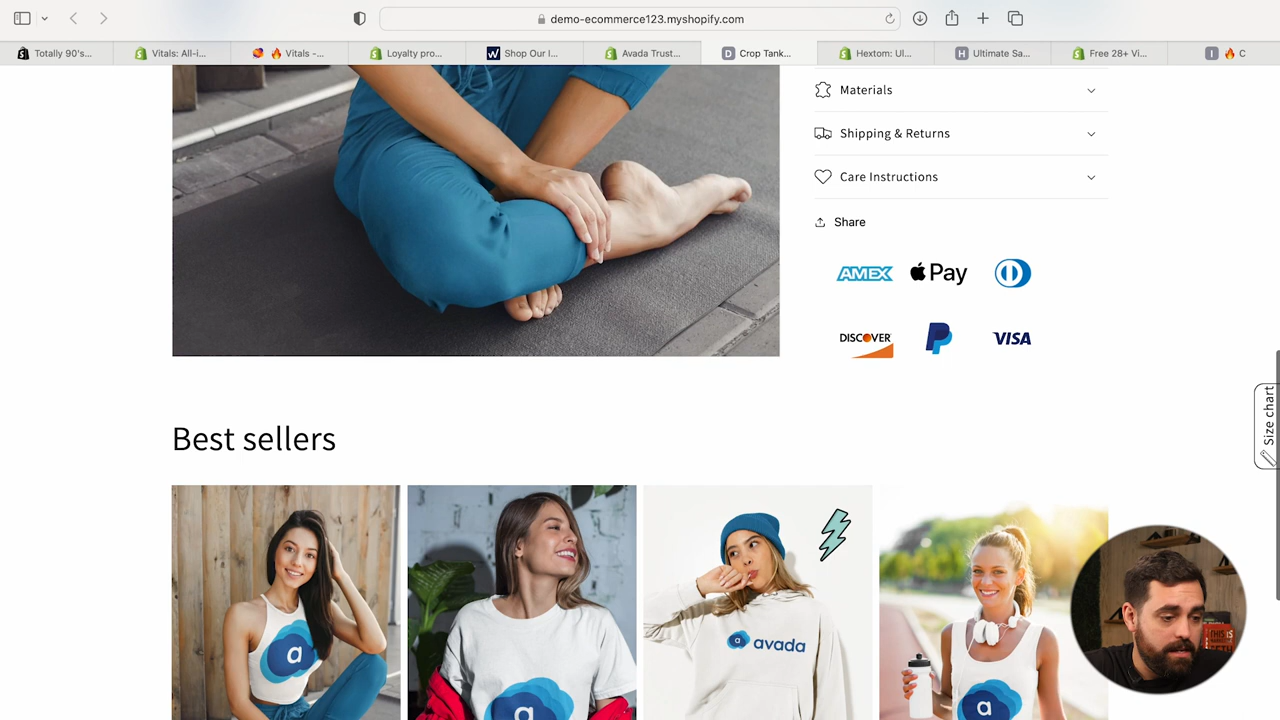 demo-ecommerce123.myshopify.com
Totally 90's...
Vitals: All-i...
Vitals -...
Loyalty pro...
W
Shop Our I...
Avada Trust...
D
Crop Tank...
Hextom: Ul...
H
Ultimate Sa...
Free 28+ Vi...
I
C
Materials
Shipping & Returns
Care Instructions
Share
AMEX
Pay
DISCOVER
VISA
Size chart
Best sellers
a
a
a avada
a
THIS IS